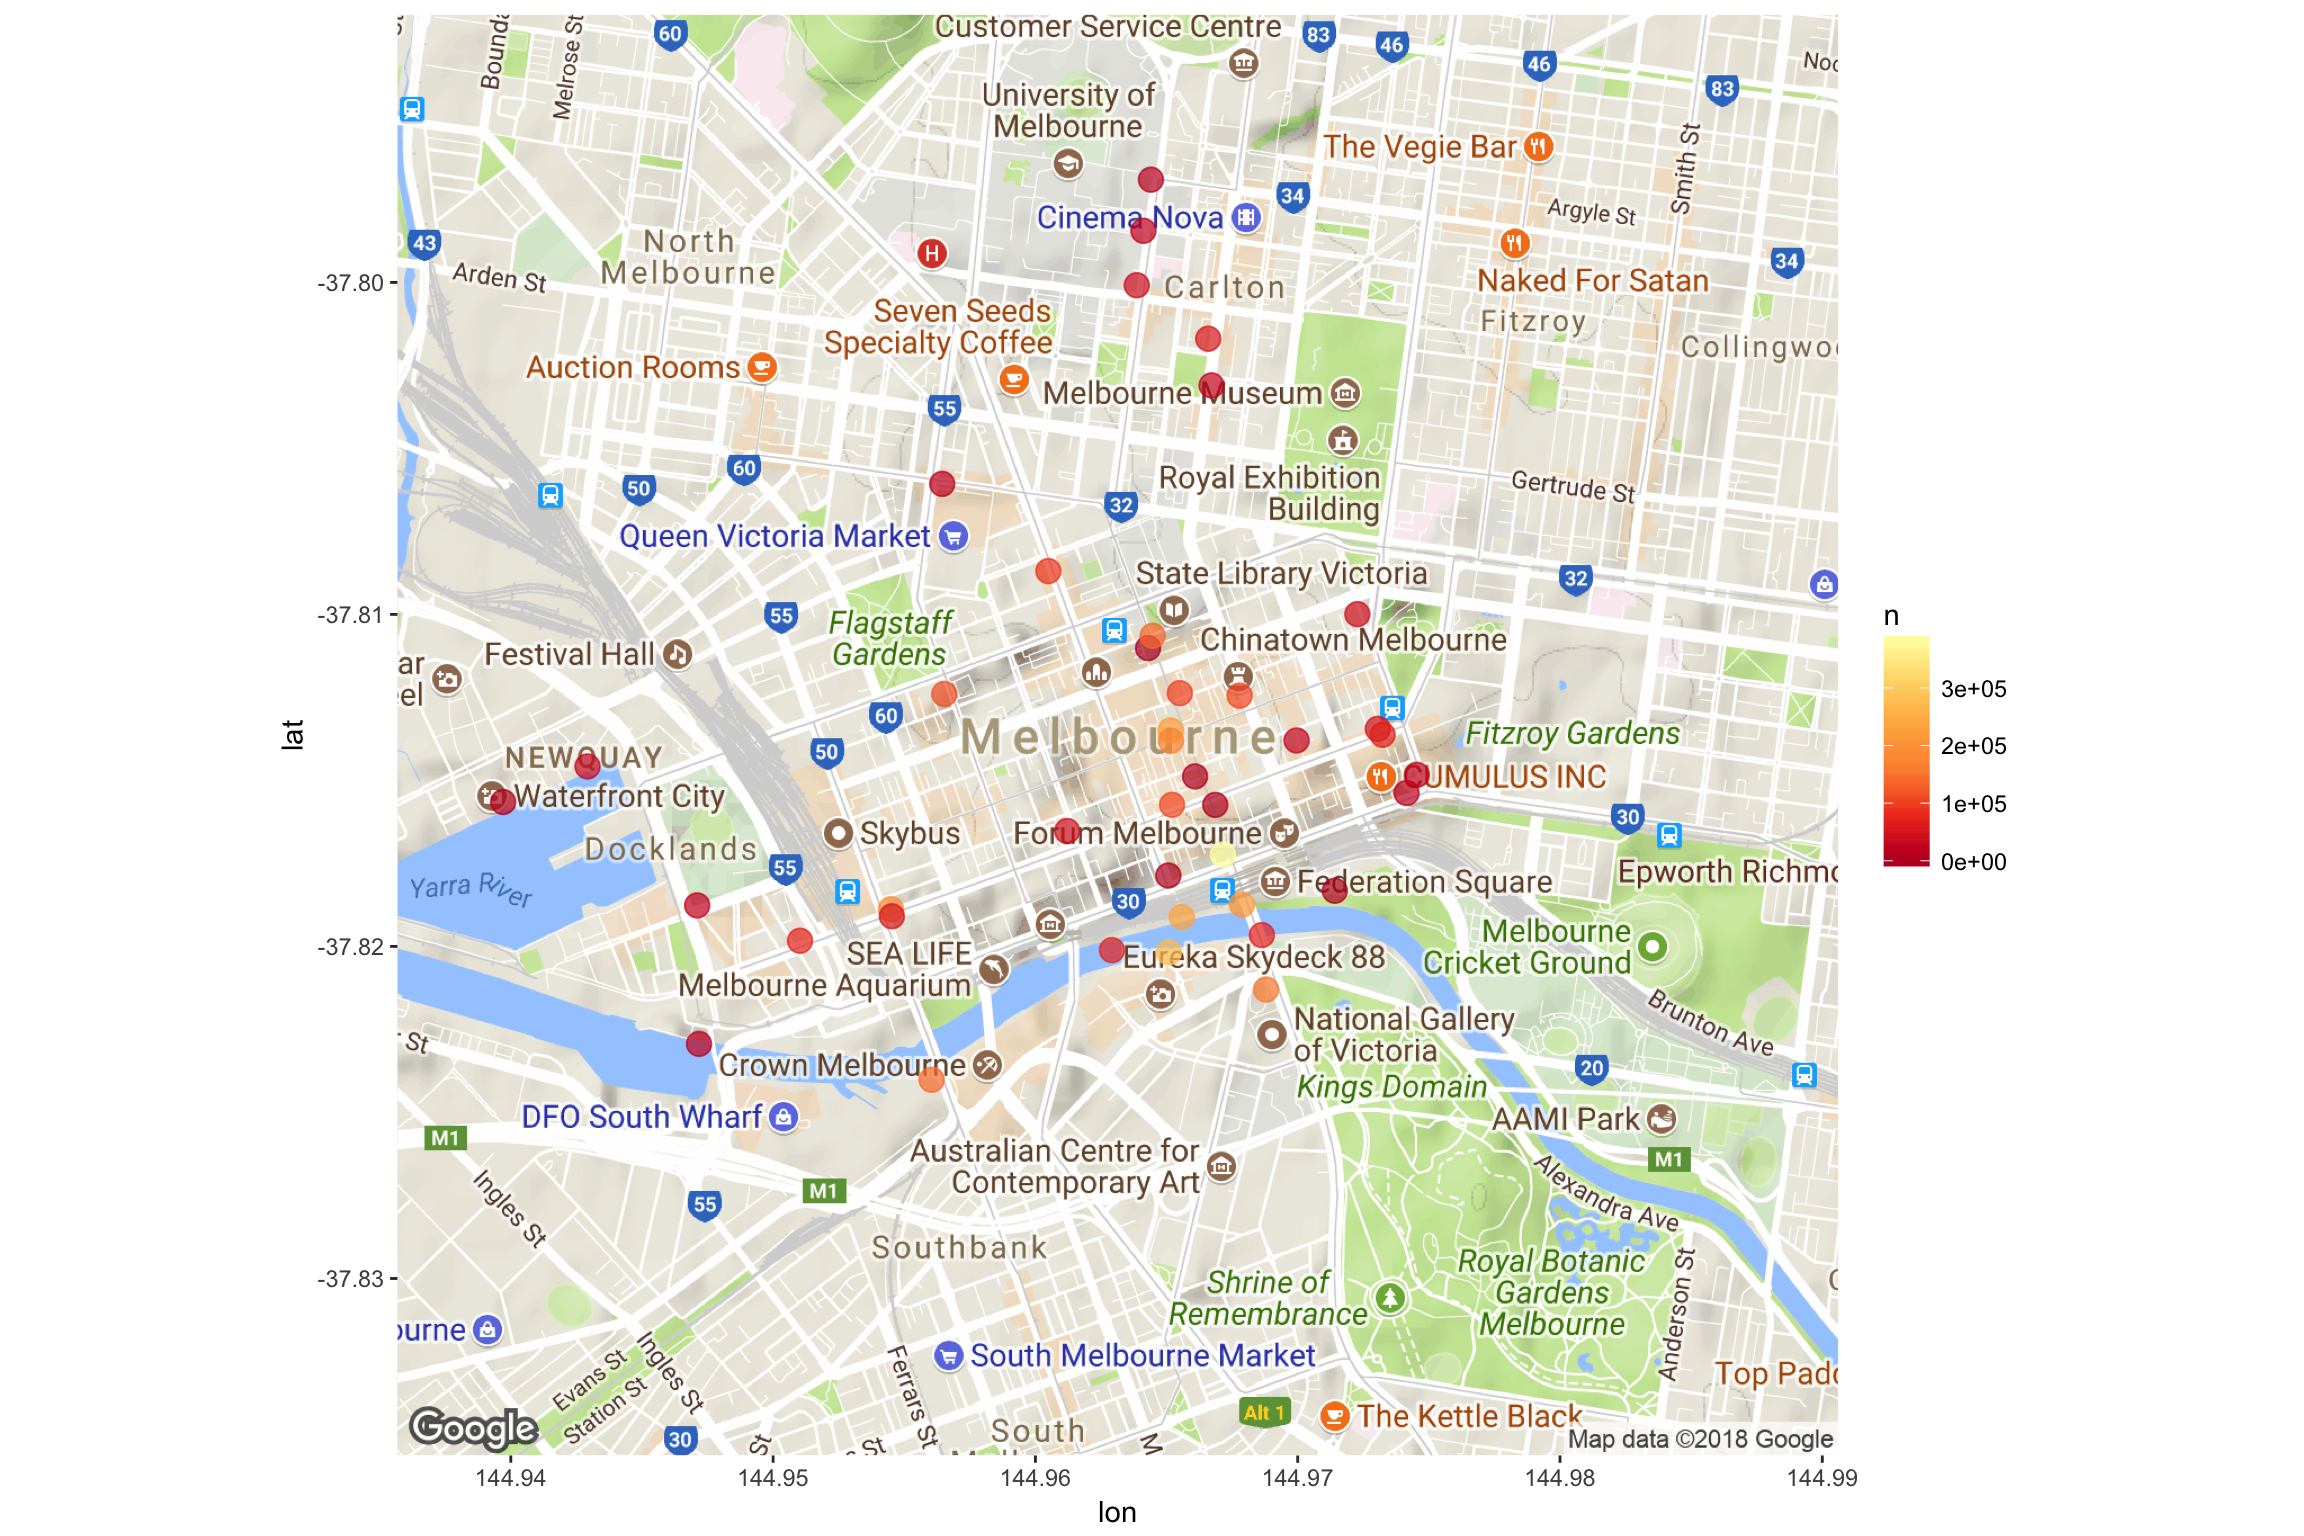 Customer Service Centre
60
83
46
46
83
Bounda
Melrose St
Noc
University of
Melbourne
The Vegie Bar
Smith St
34
Argyle St
Cinema Nova
43
North
Melbourne
H
Arden St
Carlton
Naked For Satan
34
-37.80
Seven Seeds
Specialty Coffee
Fitzroy
Collingwo
Auction Rooms
Melbourne Museum
55
60
50
Royal Exhibition
Building
Gertrude St
32
Queen Victoria Market
State Library Victoria
32
-37.81
55
Flagstaff
Gardens
Chinatown Melbourne
Festival Hall
ar
el
60
50
Melbourne
Fitzroy Gardens
NEWQUAY
Waterfront City
CUMULUS INC
Skybus
Forum Melbourne
30
Docklands
55
Yarra River
Federation Square
Epworth Richmo
30
-37.82
SEA LIFE
Melbourne Aquarium
Eureka Skydeck 88
Melbourne
Cricket Ground
Brunton Ave
St
National Gallery
of Victoria
Crown Melbourne
Kings Domain
20
DFO South Wharf
AAMI Park
M1
M1
M1
Australian Centre for
Contemporary Art
Alexandra Ave
Ingles St
55
Southbank
-37.83
Shrine of
Remembrance
Royal Botanic
Gardens
Melbourne
Anderson St
ourne
South Melbourne Market
Ingles St
Evans St
Station St
Ferrars St
Top Padd
Alt 1
The Kettle Black
Google
30
St
St
South
M
Map data ©2018 Google
144.94
144.95
144.96
144.97
144.98
144.99
lon
lat
n
3e+05
2e+05
1e+05
0e+00